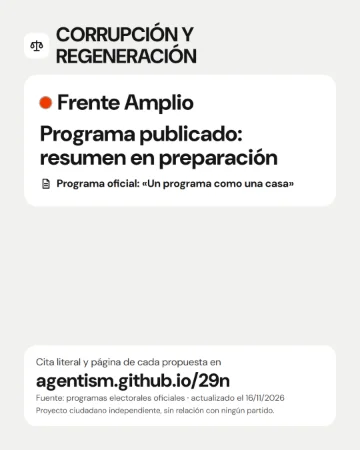 CORRUPCIÓN Y
REGENERACIÓN
Frente Amplio
Programa publicado:
resumen en preparación
Programa oficial: «Un programa como una casa»
Cita literal y página de cada propuesta en
agentism.github.io/29n
Fuente: programas electorales oficiales · actualizado el 16/11/2026
Proyecto ciudadano independiente, sin relación con ningún partido.